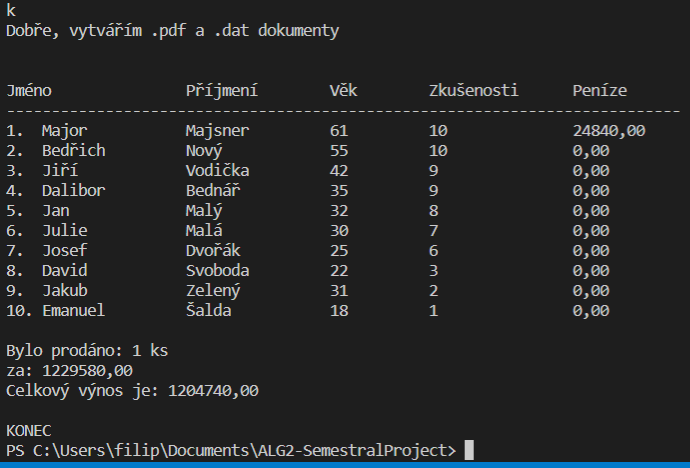 k
Dobře, vytvářím .pdf a .dat dokumenty
Jméno Příjmení Věk Zkušenosti Peníze
---------------------------------------------------------------------------
1. Major Majsner 61 10 24840,00
2. Bedřich Nový 55 10 0,00
3. Jiří Vodička 42 9 0,00
4. Dalibor Bednář 35 9 0,00
5. Jan Malý 32 8 0,00
6. Julie Malá 30 7 0,00
7. Josef Dvořák 25 6 0,00
8. David Svoboda 22 3 0,00
9. Jakub Zelený 31 2 0,00
10. Emanuel Šalda 18 1 0,00
Bylo prodáno: 1 ks
za: 1229580,00
Celkový výnos je: 1204740,00
KONEC
PS C:\Users\filip\Documents\ALG2-SemestralProject>